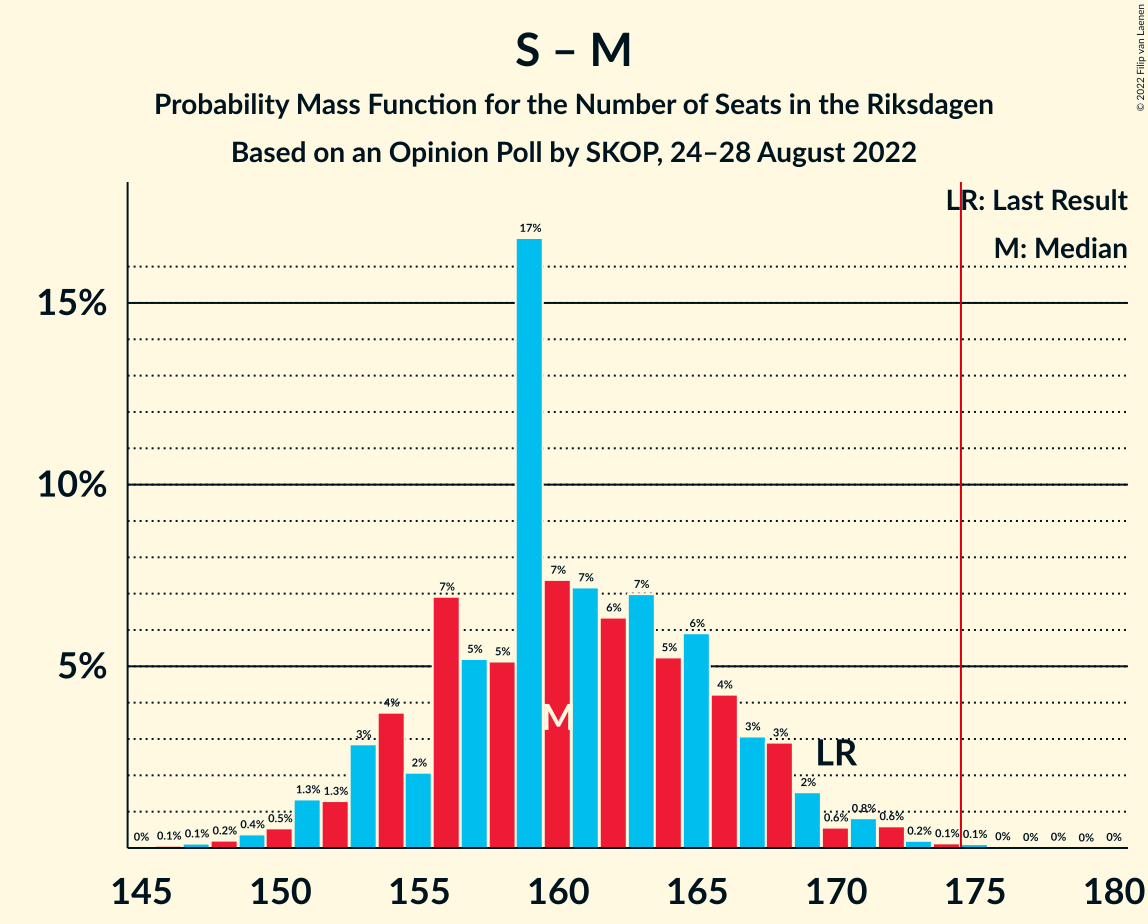 S – M
Probability Mass Function for the Number of Seats in the Riksdagen
Based on an Opinion Poll by SKOP, 24–28 August 2022
© 2022 Filip van Laenen
LR: Last Result
M: Median
15%
10%
5%
0% 0.1% 0.1% 0.2% 0.4% 0.5% 1.3% 1.3% 3% 4% 2% 7% 5% 5% 17% 7% 7% 6% 7% 5% 6% 4% 3% 3% 2% 0.6% 0.8% 0.6% 0.2% 0.1% 0.1% 0% 0% 0% 0% 0%
M
LR
145 150 155 160 165 170 175 180